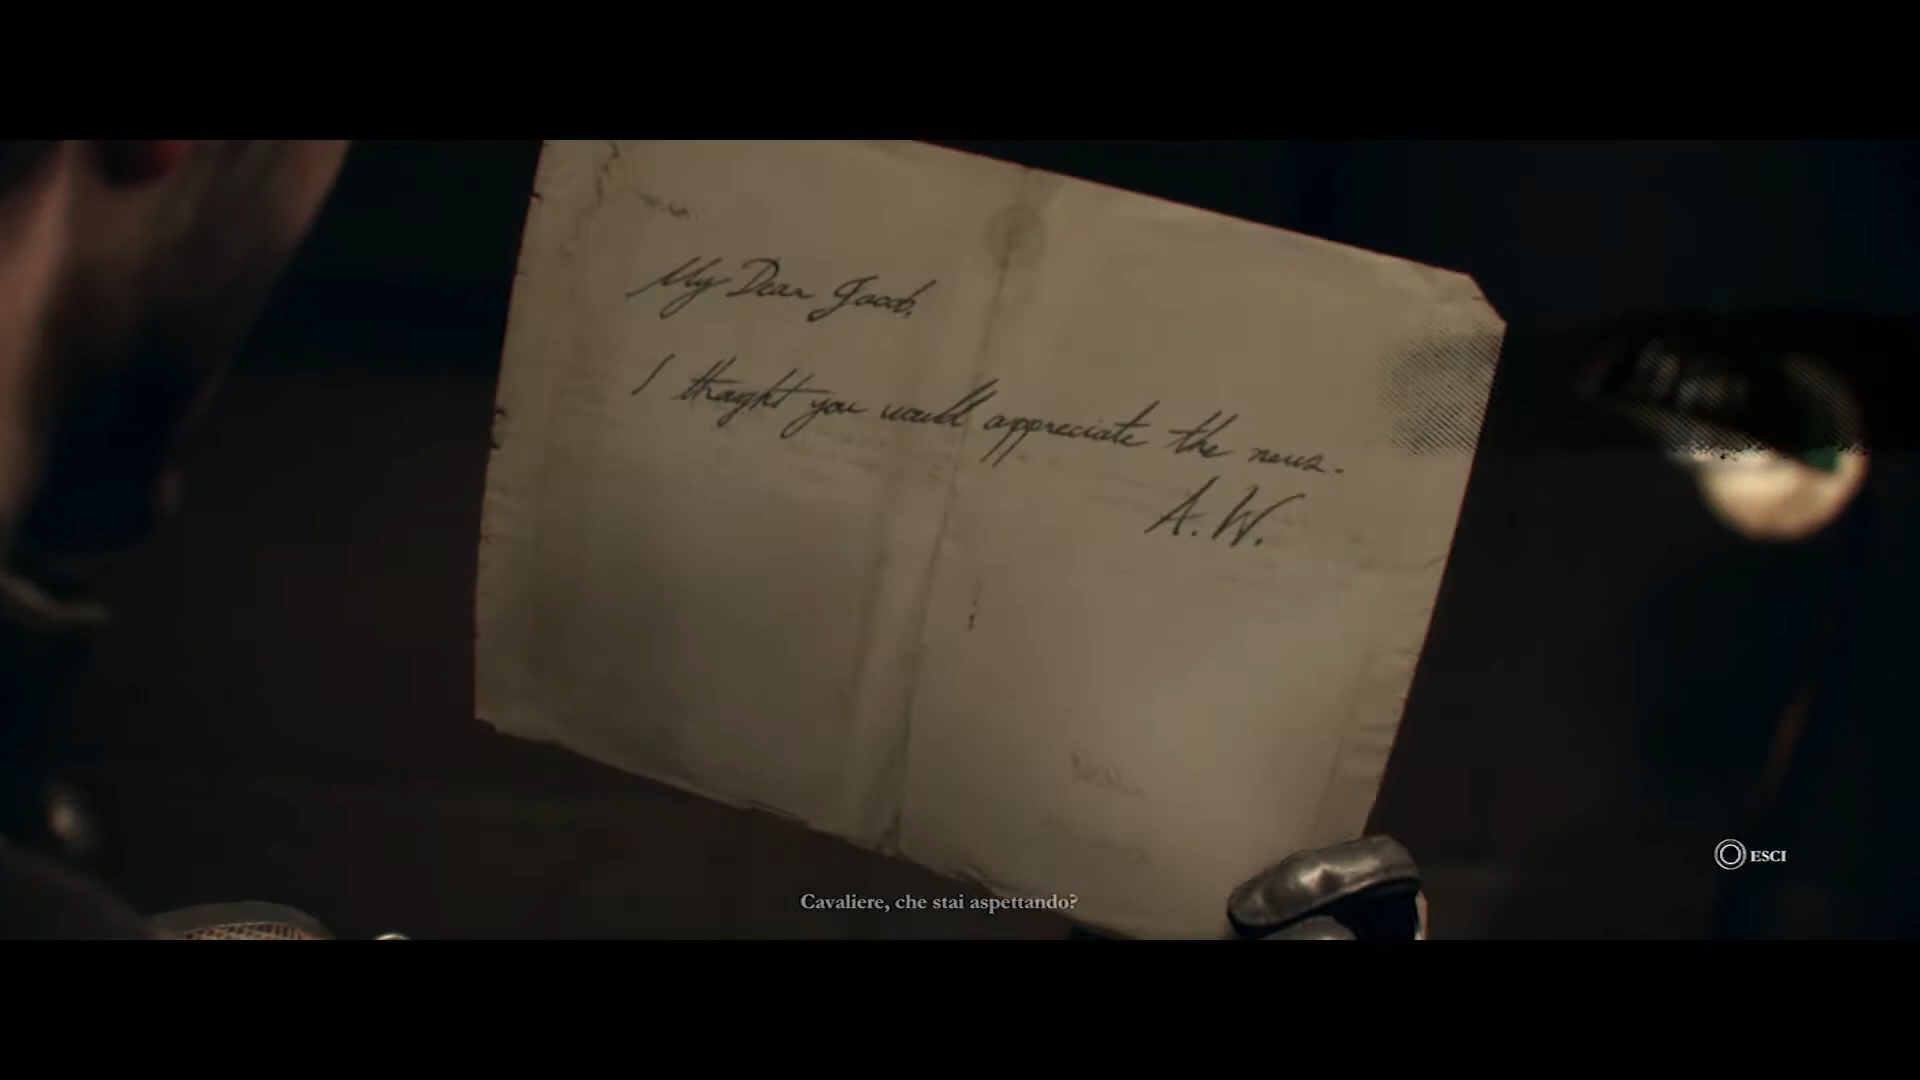 My Dear Jacob,
I thought you would appreciate the news.
A.W.
ESCI
Cavaliere, che stai aspettando?